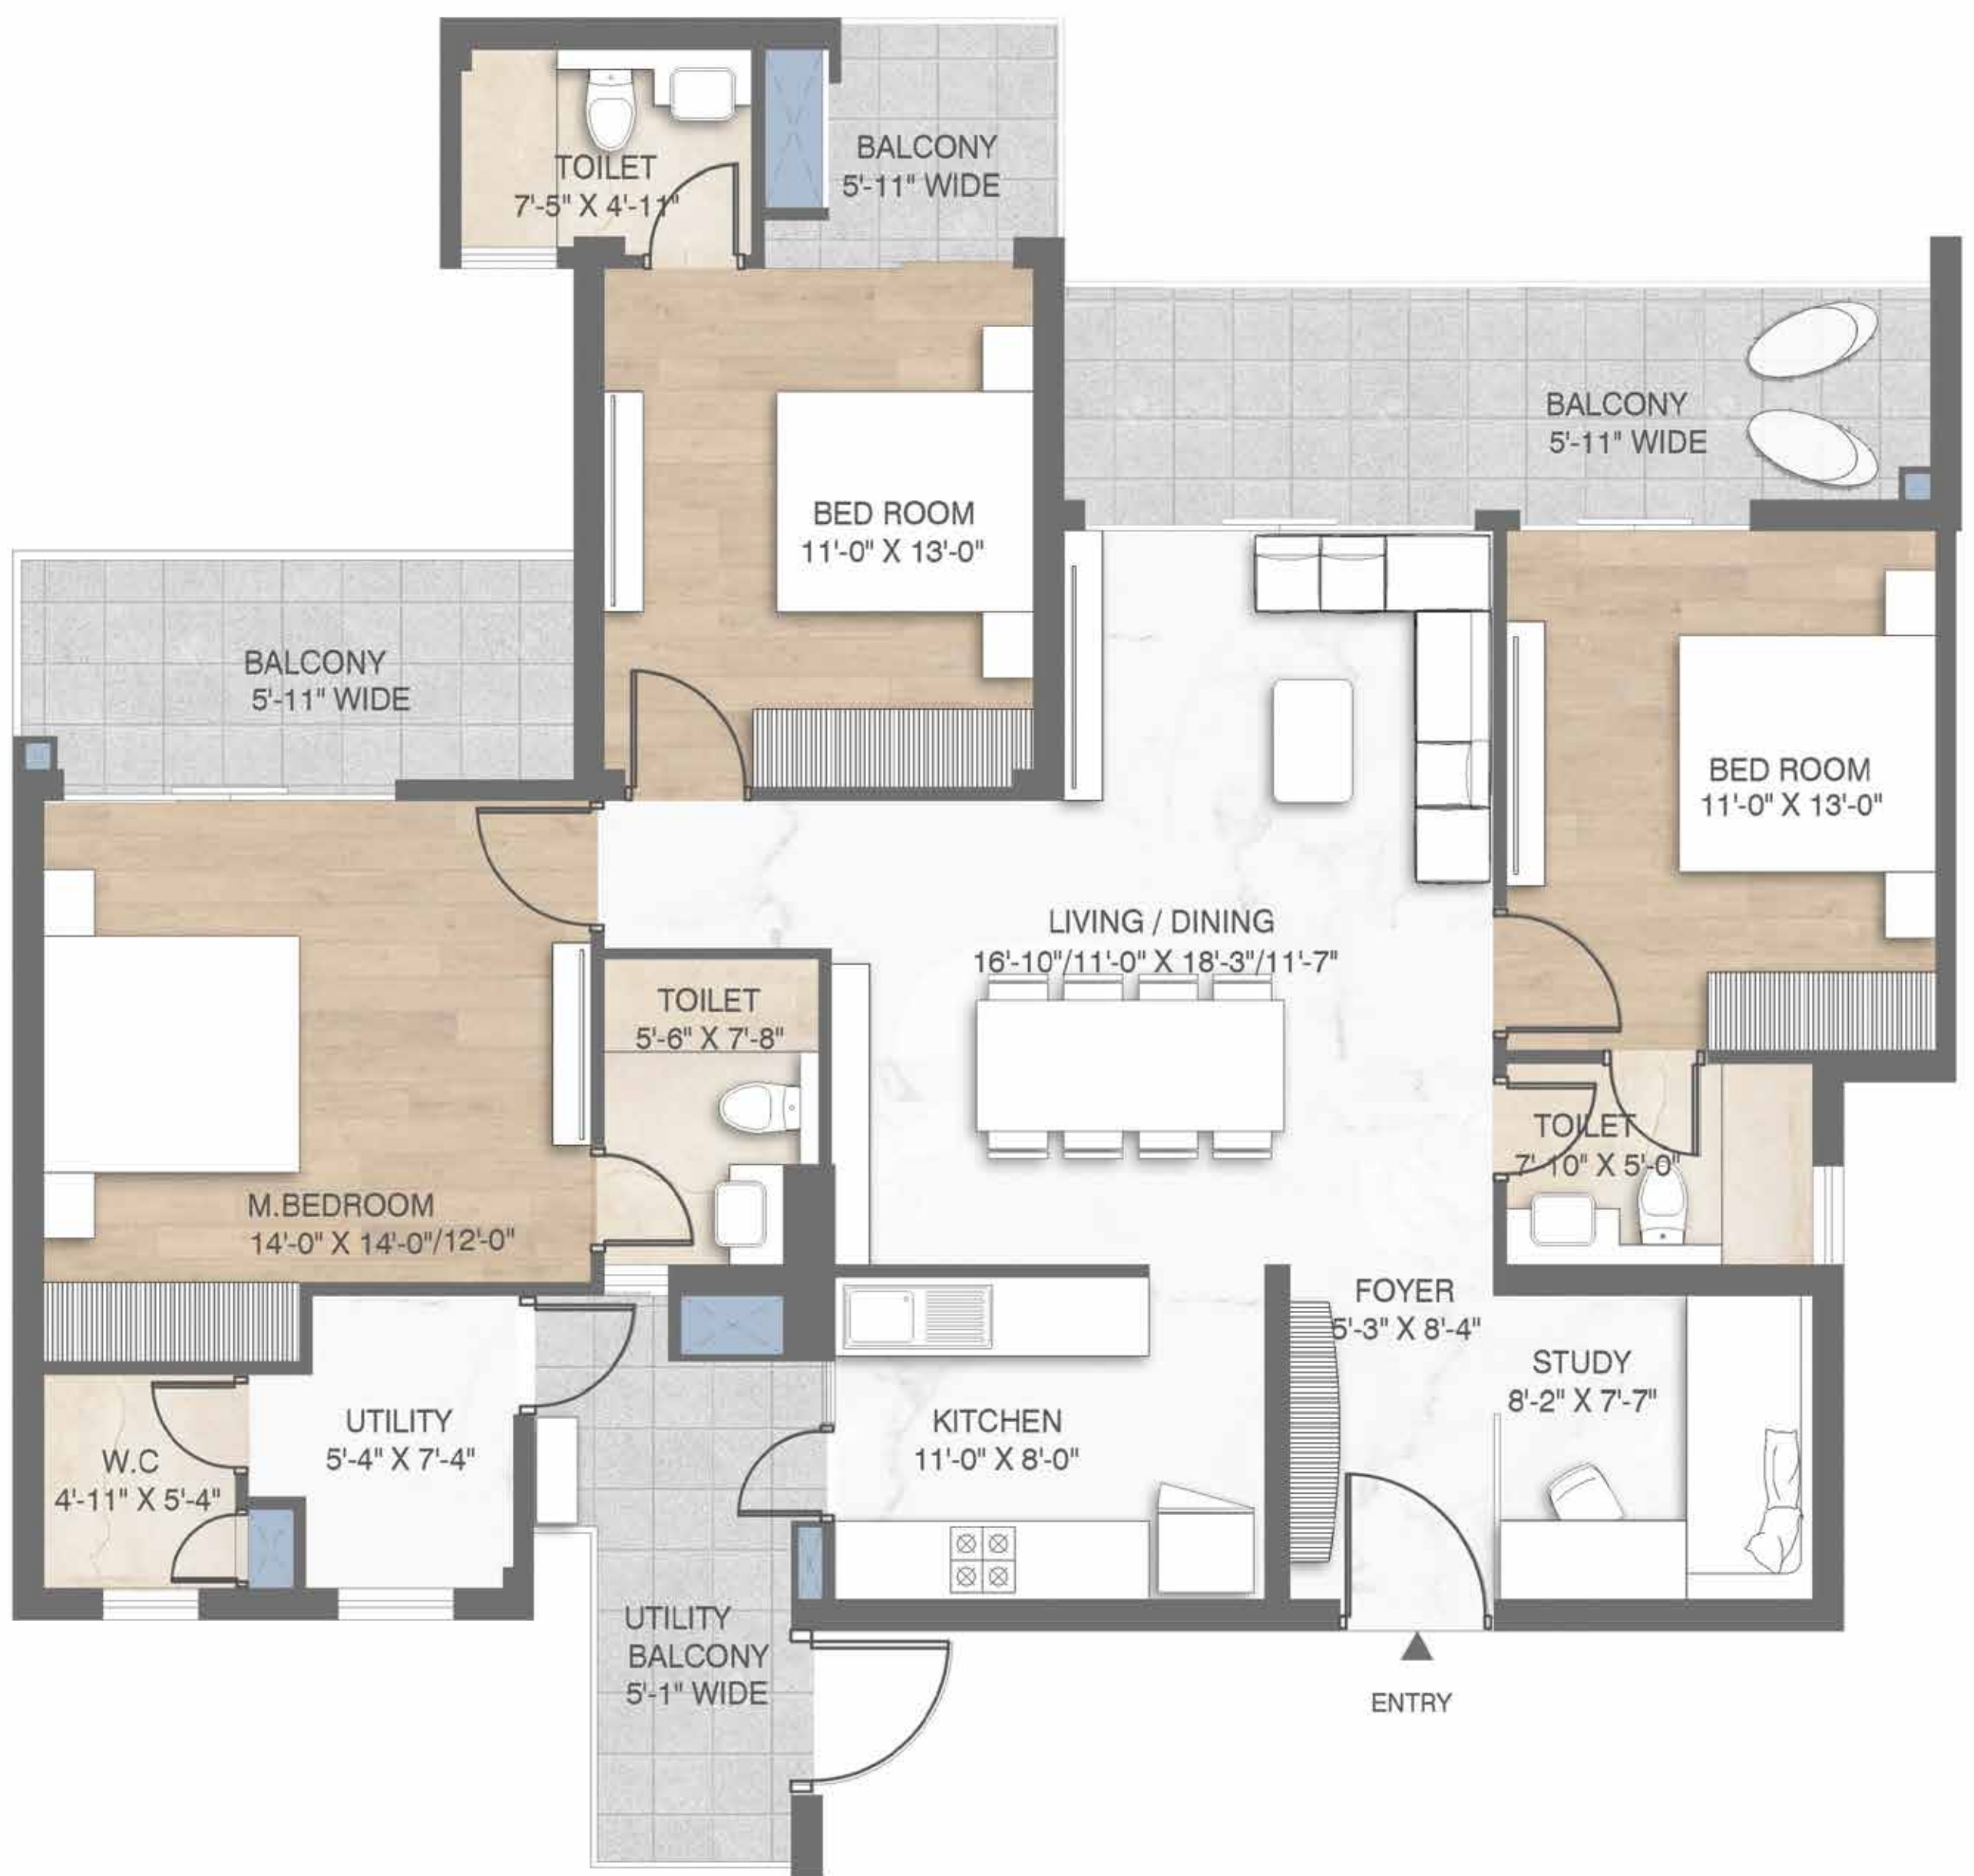 TOILET
7'-5" X 4'-11"
BALCONY
5'-11" WIDE
BALCONY
5'-11" WIDE
BED ROOM
11'-0" X 13'-0"
BALCONY
5'-11" WIDE
BED ROOM
11'-0" X 13'-0"
LIVING / DINING
16'-10"/11'-0" X 18'-3"/11'-7"
TOILET
5'-6" X 7'-8"
TOILET
7'-10" X 5'-0"
M.BEDROOM
14'-0" X 14'-0"/12'-0"
FOYER
5'-3" X 8'-4"
STUDY
8'-2" X 7'-7"
UTILITY
5'-4" X 7'-4"
KITCHEN
11'-0" X 8'-0"
W.C
4'-11" X 5'-4"
UTILITY
BALCONY
5'-1" WIDE
ENTRY